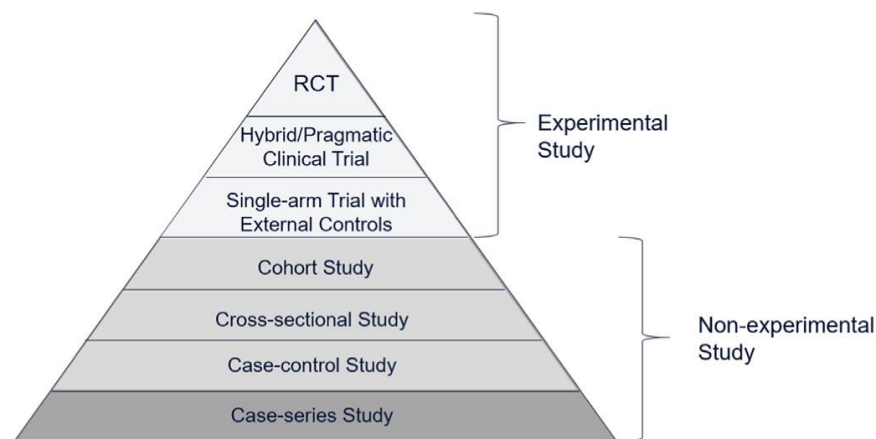 RCT
Hybrid/Pragmatic
Clinical Trial
Experimental
Study
Single-arm Trial with
External Controls
Cohort Study
Cross-sectional Study
Non-experimental
Study
Case-control Study
Case-series Study